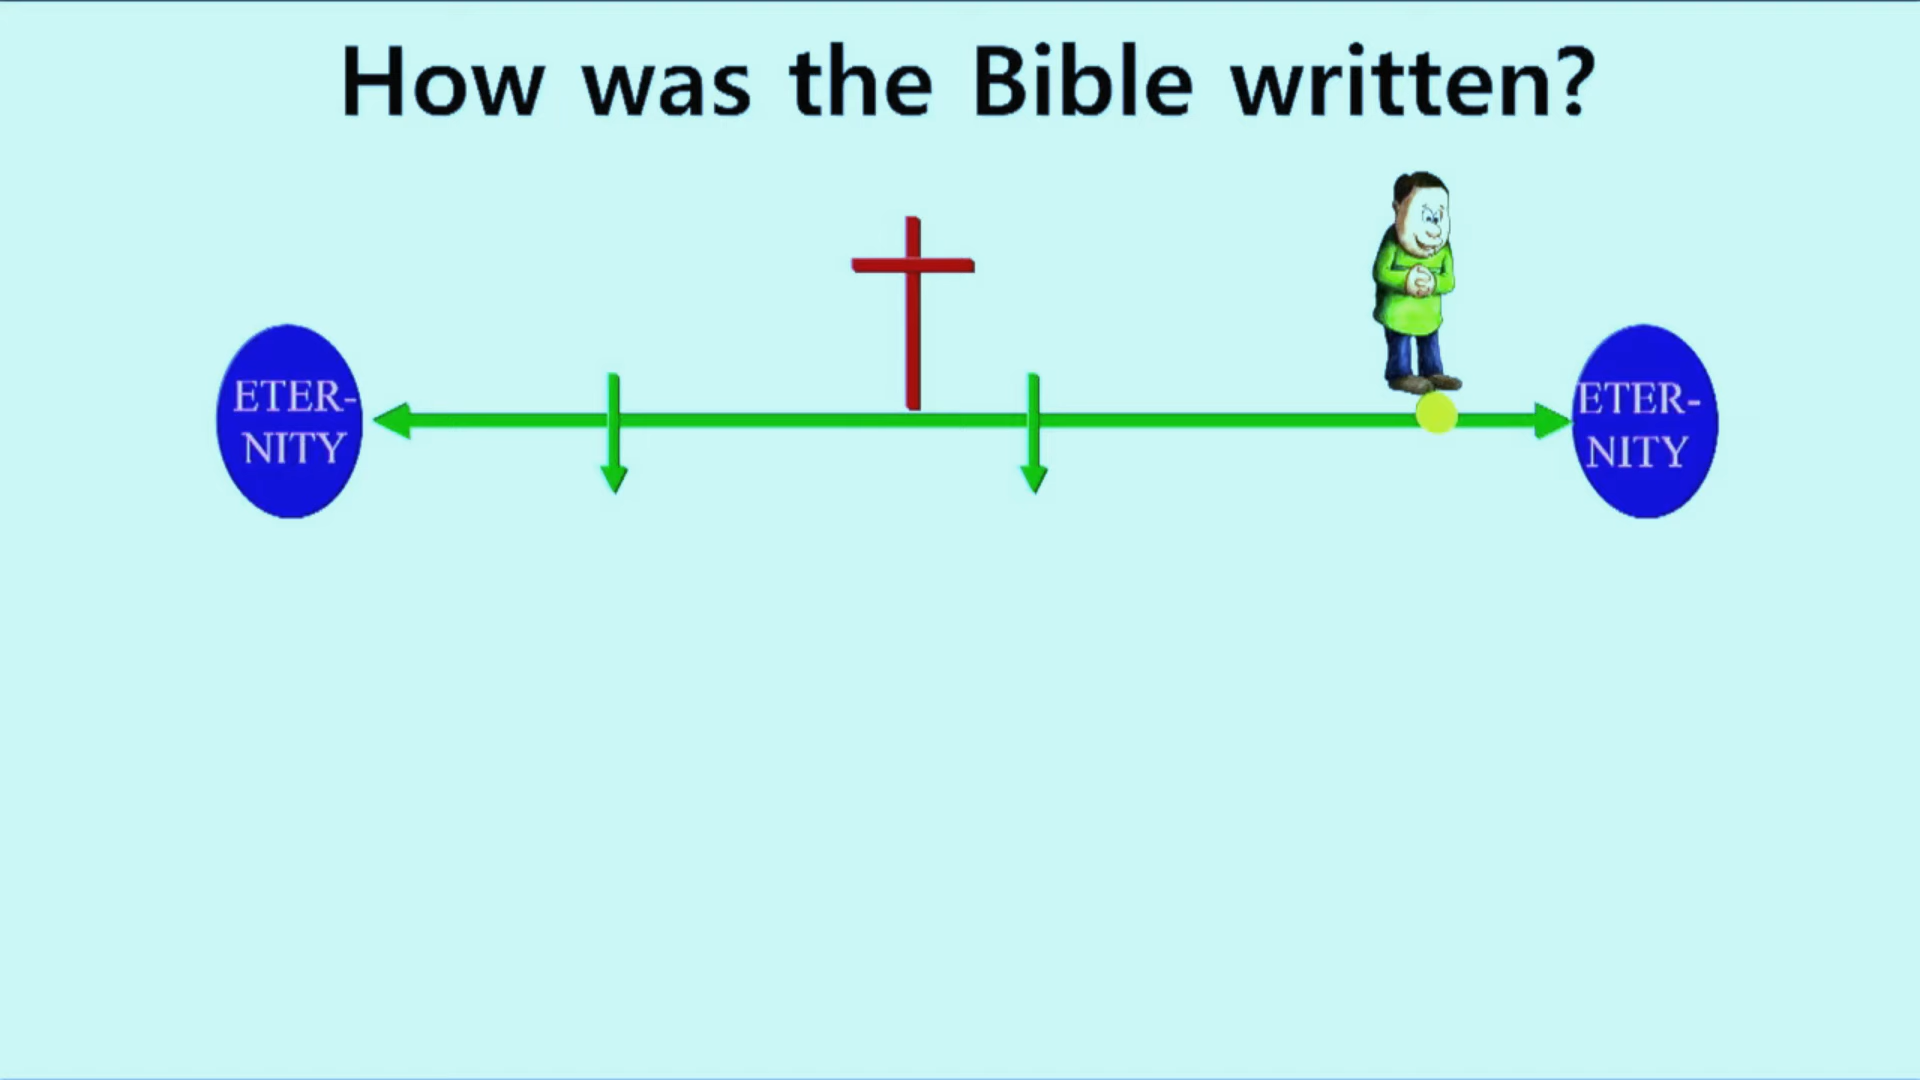 How was the Bible written?
ETER-
NITY
ETER-
NITY